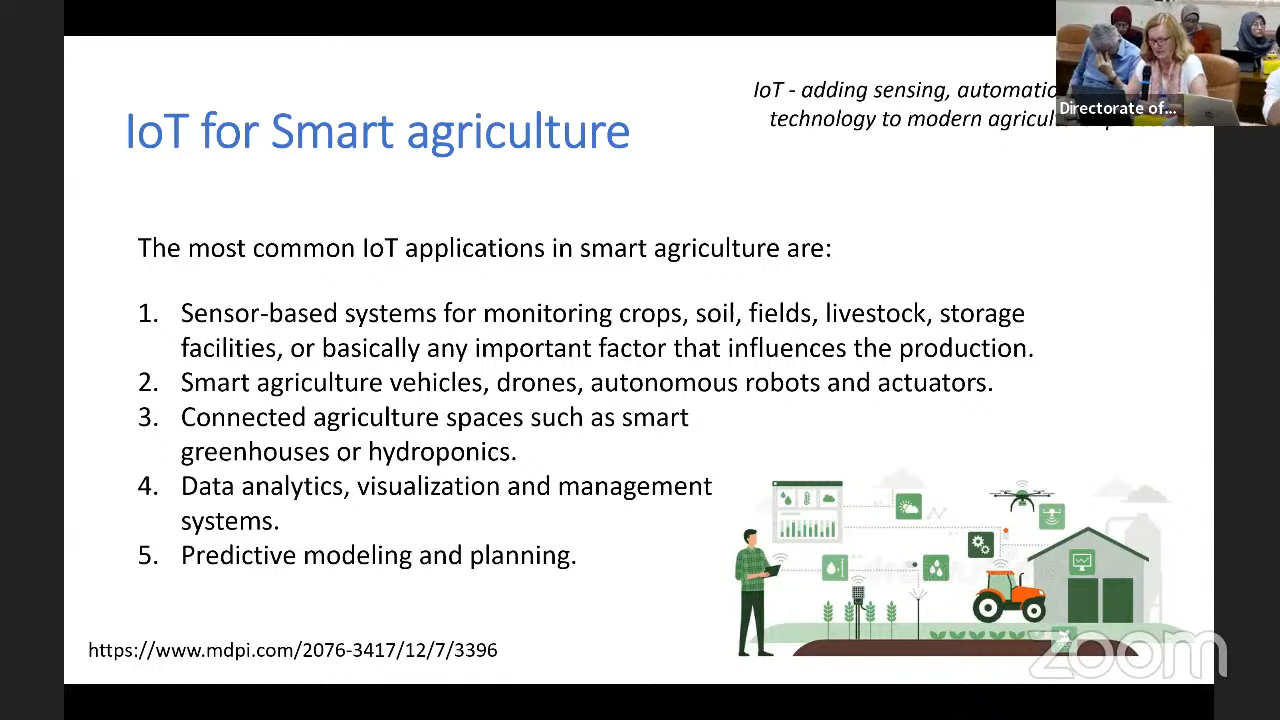 IoT - adding sensing, automatio
technology to modern agricul
Directorate of...
IoT for Smart agriculture
The most common IoT applications in smart agriculture are:
1. Sensor-based systems for monitoring crops, soil, fields, livestock, storage
facilities, or basically any important factor that influences the production.
2. Smart agriculture vehicles, drones, autonomous robots and actuators.
3. Connected agriculture spaces such as smart
greenhouses or hydroponics.
4. Data analytics, visualization and management
systems.
5. Predictive modeling and planning.
https://www.mdpi.com/2076-3417/12/7/3396
zoom